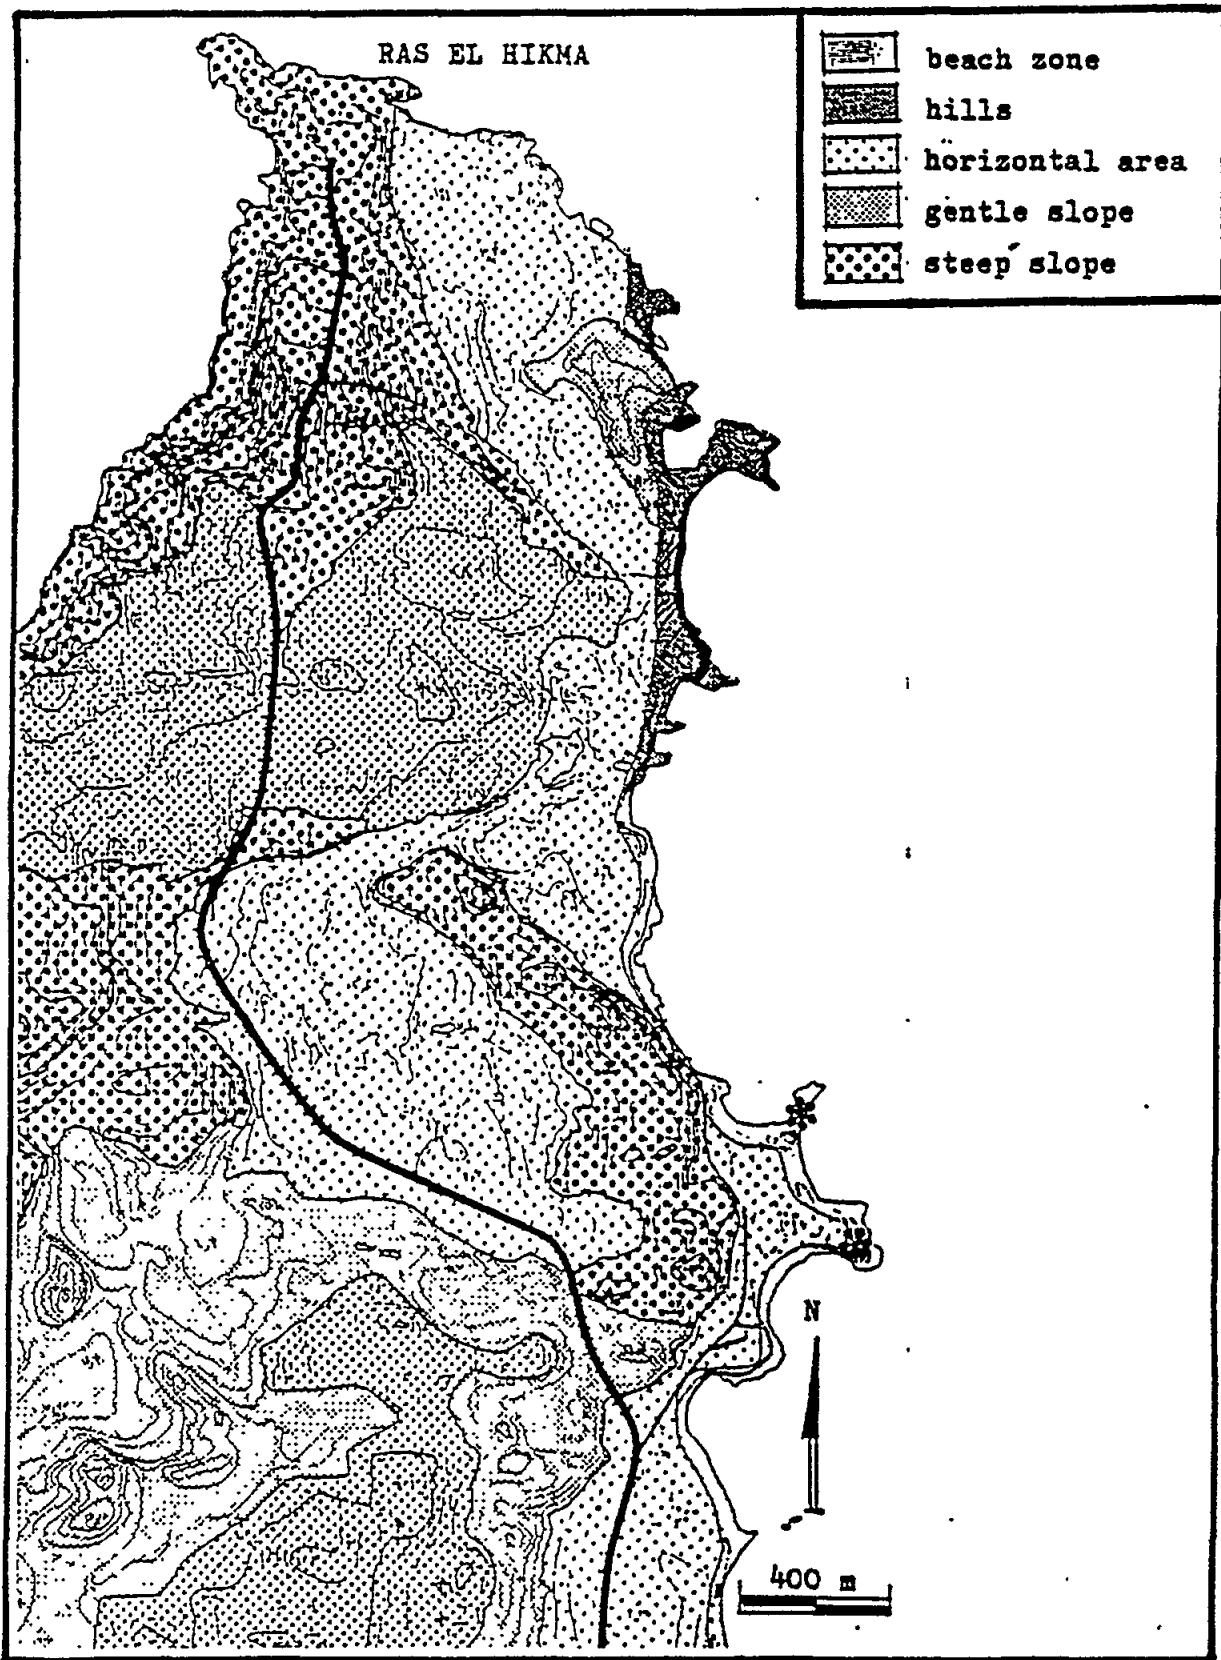 RAS EL HIKMA
beach zone
hills
horizontal area
gentle slope
steep slope
N
400 m